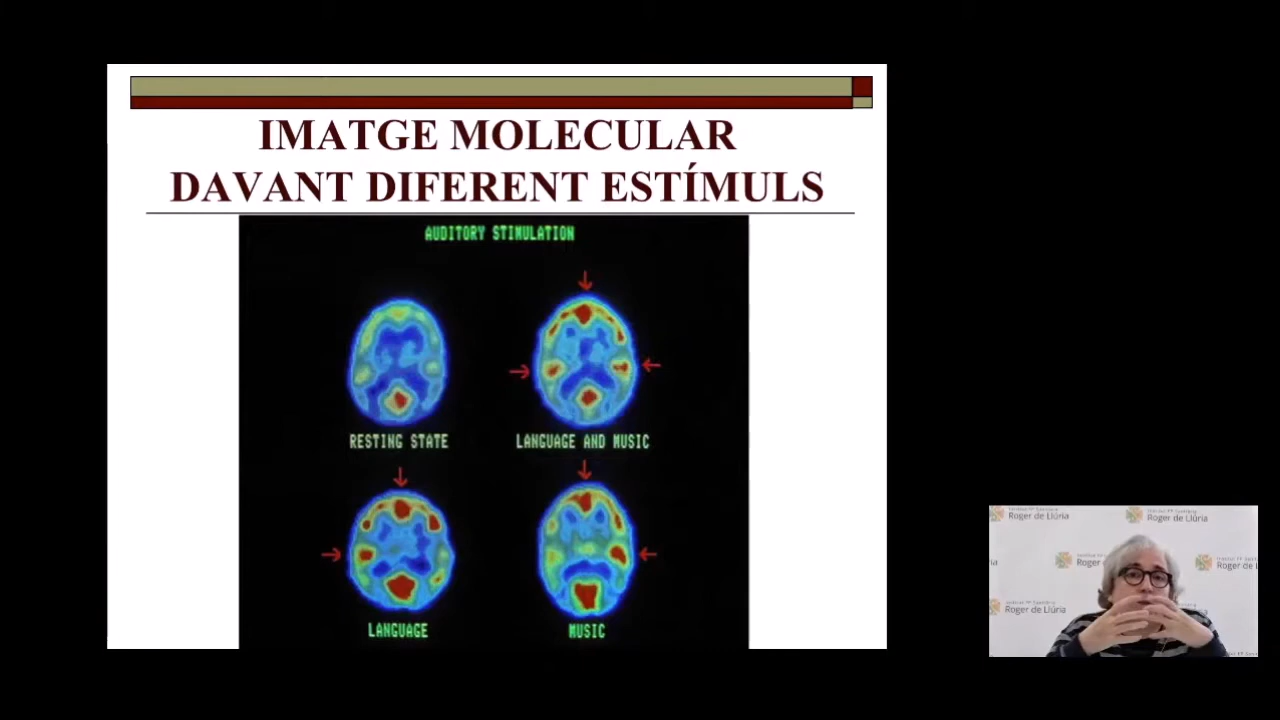 IMATGE MOLECULAR
DAVANT DIFERENT ESTÍMULS
AUDITORY STIMULATION
RESTING STATE
LANGUAGE AND MUSIC
LANGUAGE
MUSIC
Roger de Llúria
Roger de Llúria
Roger de Ll
Roger de Llúria